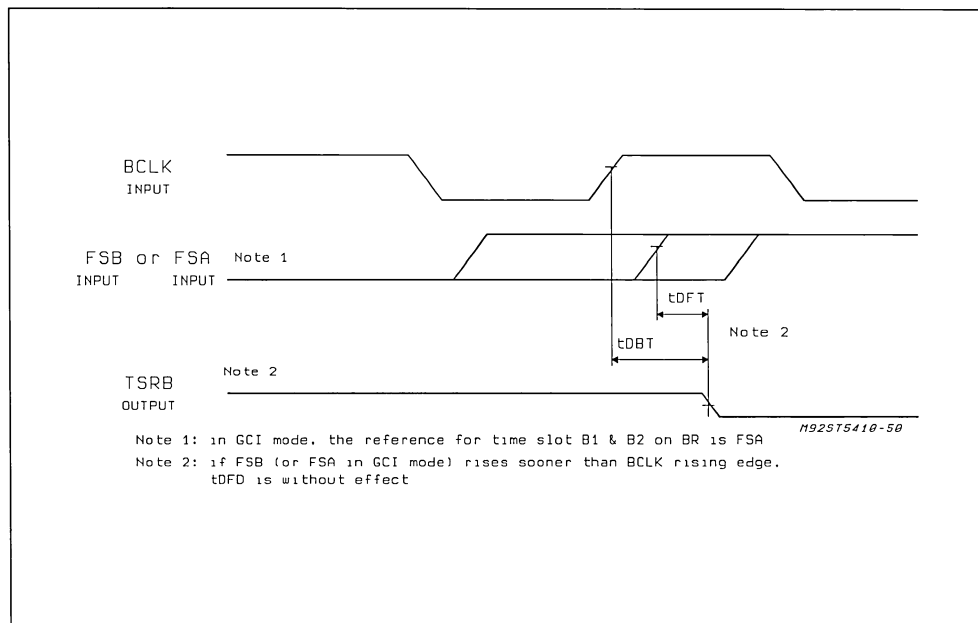 BCLK
INPUT
FSB or FSA Note 1
INPUT INPUT
tDFT
Note 2
tDBT
Note 2
TSRB
OUTPUT
M92ST5410-50
Note 1: in GCI mode, the reference for time slot B1 & B2 on BR is FSA
Note 2: if FSB (or FSA in GCI mode) rises sooner than BCLK rising edge,
tDFD is without effect